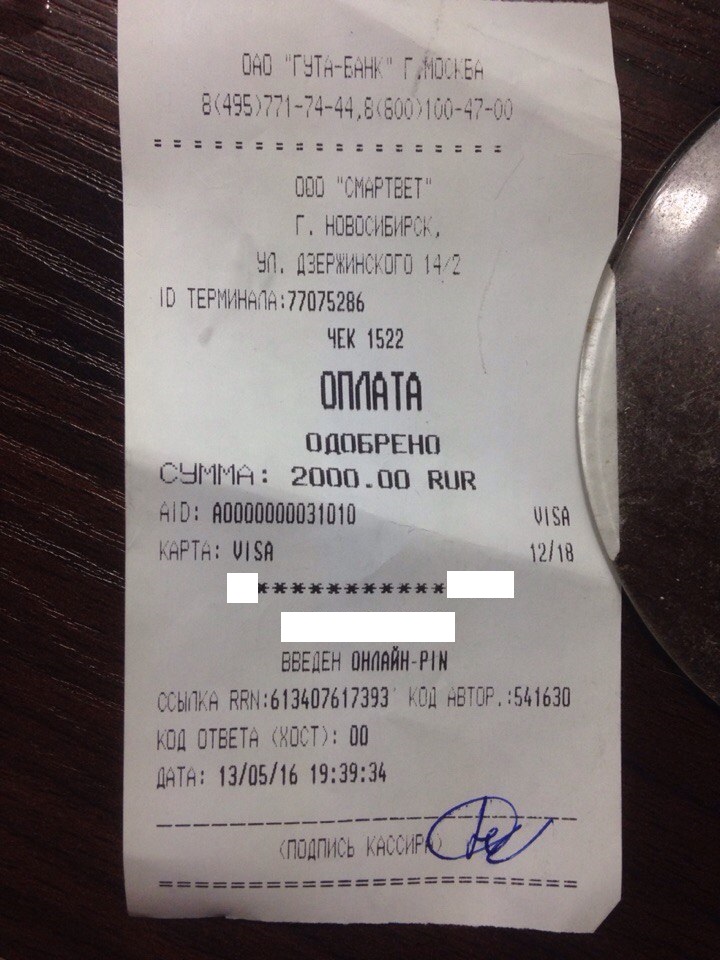 ОАО "ГУТА-БАНК" Г.МОСКВА
8(495)771-74-44,8(800)100-47-00
= = = = = = = = = = = = = = = = = = = = =
ООО "СМАРТВЕТ"
Г. НОВОСИБИРСК,
УЛ. ДЗЕРЖИНСКОГО 14/2
ID ТЕРМИНАЛА:77075286
ЧЕК 1522
ОПЛАТА
ОДОБРЕНО
СУММА: 2000.00 RUR
AID: A0000000031010 VISA
КАРТА: VISA 12/18
***********
ВВЕДЕН ОНЛАЙН-PIN
ССЫЛКА RRN:613407617393 КОД АВТОР.:541630
КОД ОТВЕТА (ХОСТ): 00
ДАТА: 13/05/16 19:39:34
(ПОДПИСЬ КАССИРА)